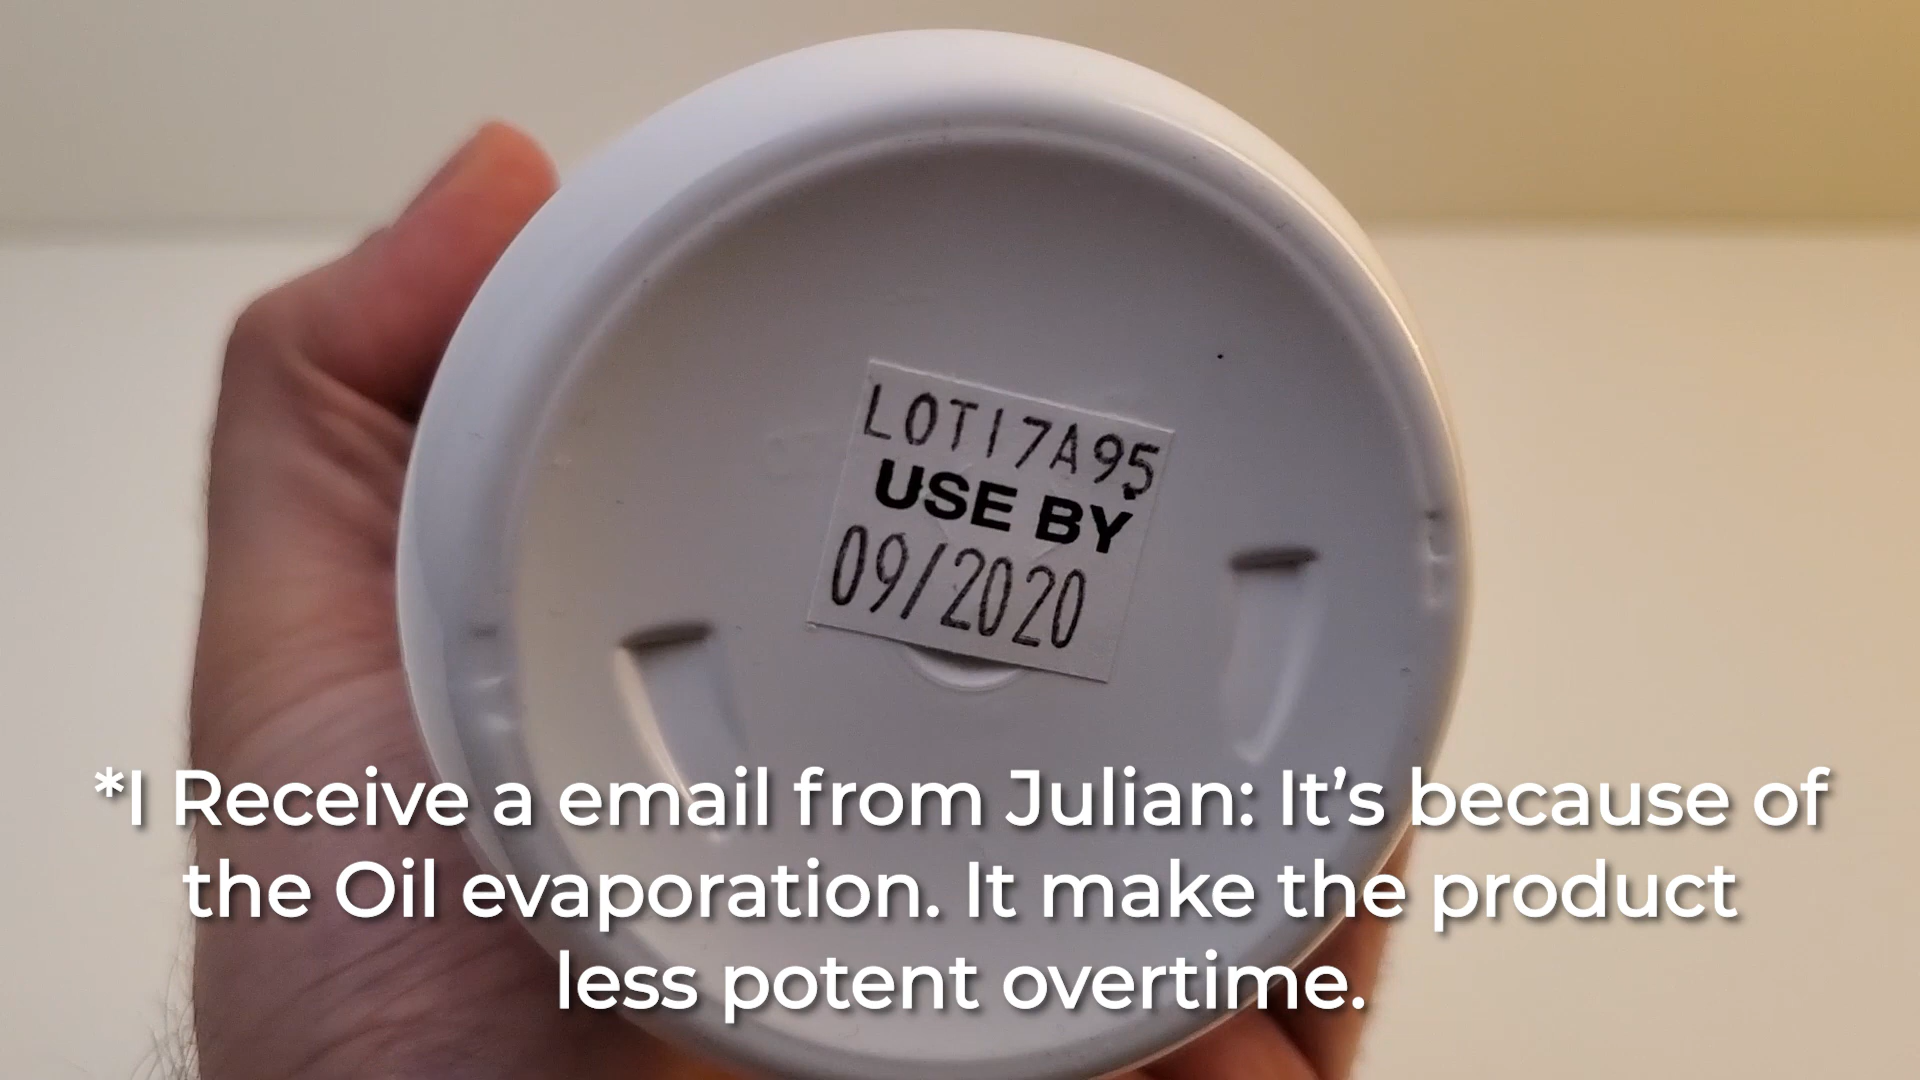 LOT17A95
USE BY
09/2020
*I Receive a email from Julian: It’s because of
the Oil evaporation. It make the product
less potent overtime.